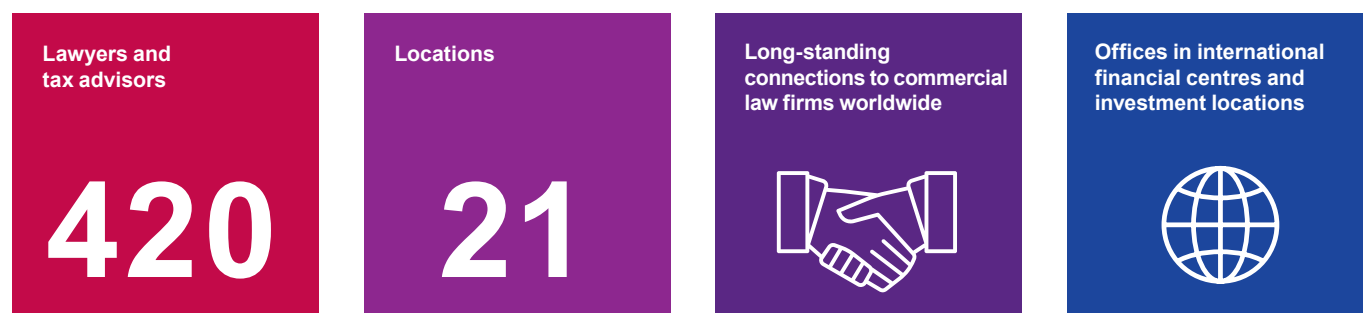 Lawyers and
tax advisors
420
Locations
21
Long-standing
connections to commercial
law firms worldwide
Offices in international
financial centres and
investment locations